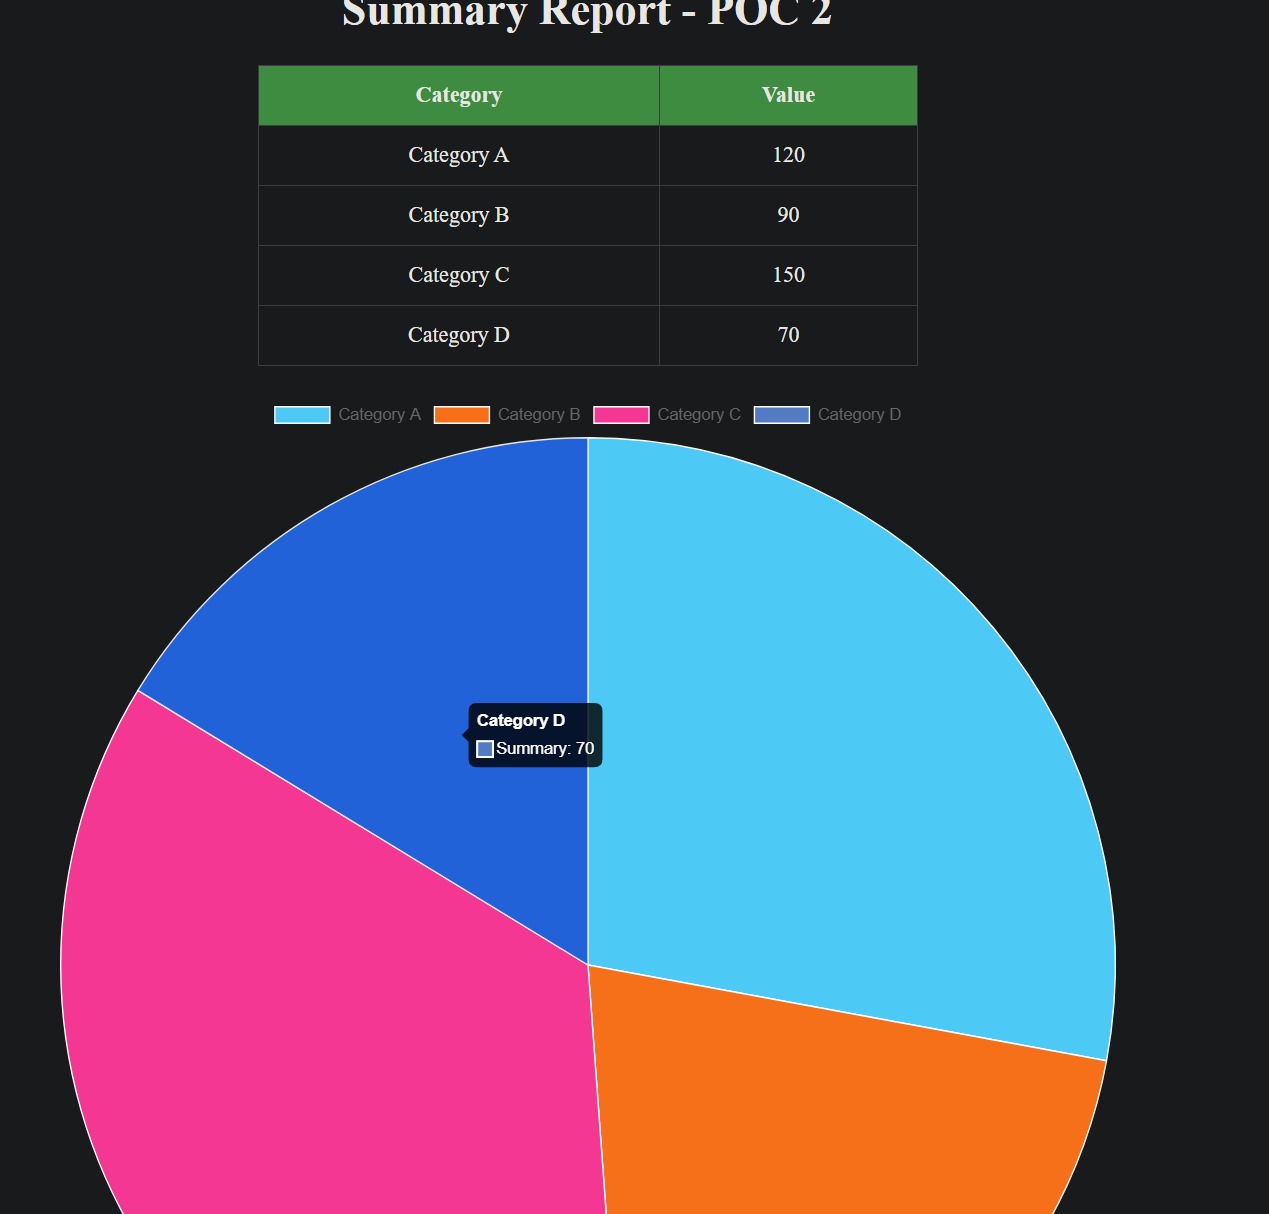 Summary Report - POC 2
Category Value
Category A 120
Category B 90
Category C 150
Category D 70
Category A Category B Category C Category D
Category D
Summary: 70